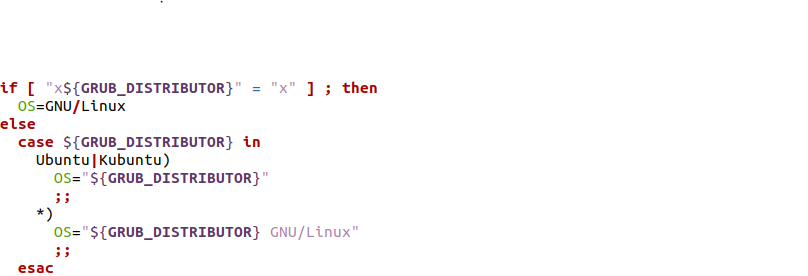 if [ "x${GRUB_DISTRIBUTOR}" = "x" ] ; then
  OS=GNU/Linux
else
  case ${GRUB_DISTRIBUTOR} in
    Ubuntu|Kubuntu)
      OS="${GRUB_DISTRIBUTOR}"
      ;;
    *)
      OS="${GRUB_DISTRIBUTOR} GNU/Linux"
      ;;
  esac